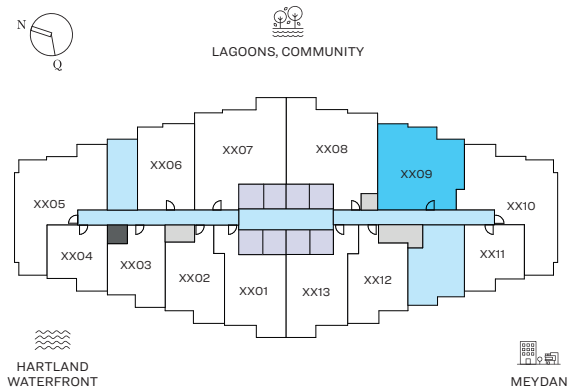 N
Q
LAGOONS, COMMUNITY
XX07
XX08
XX06
XX09
XX05
XX10
XX04
XX03
XX02
XX01
XX13
XX12
XX11
HARTLAND
WATERFRONT
MEYDAN